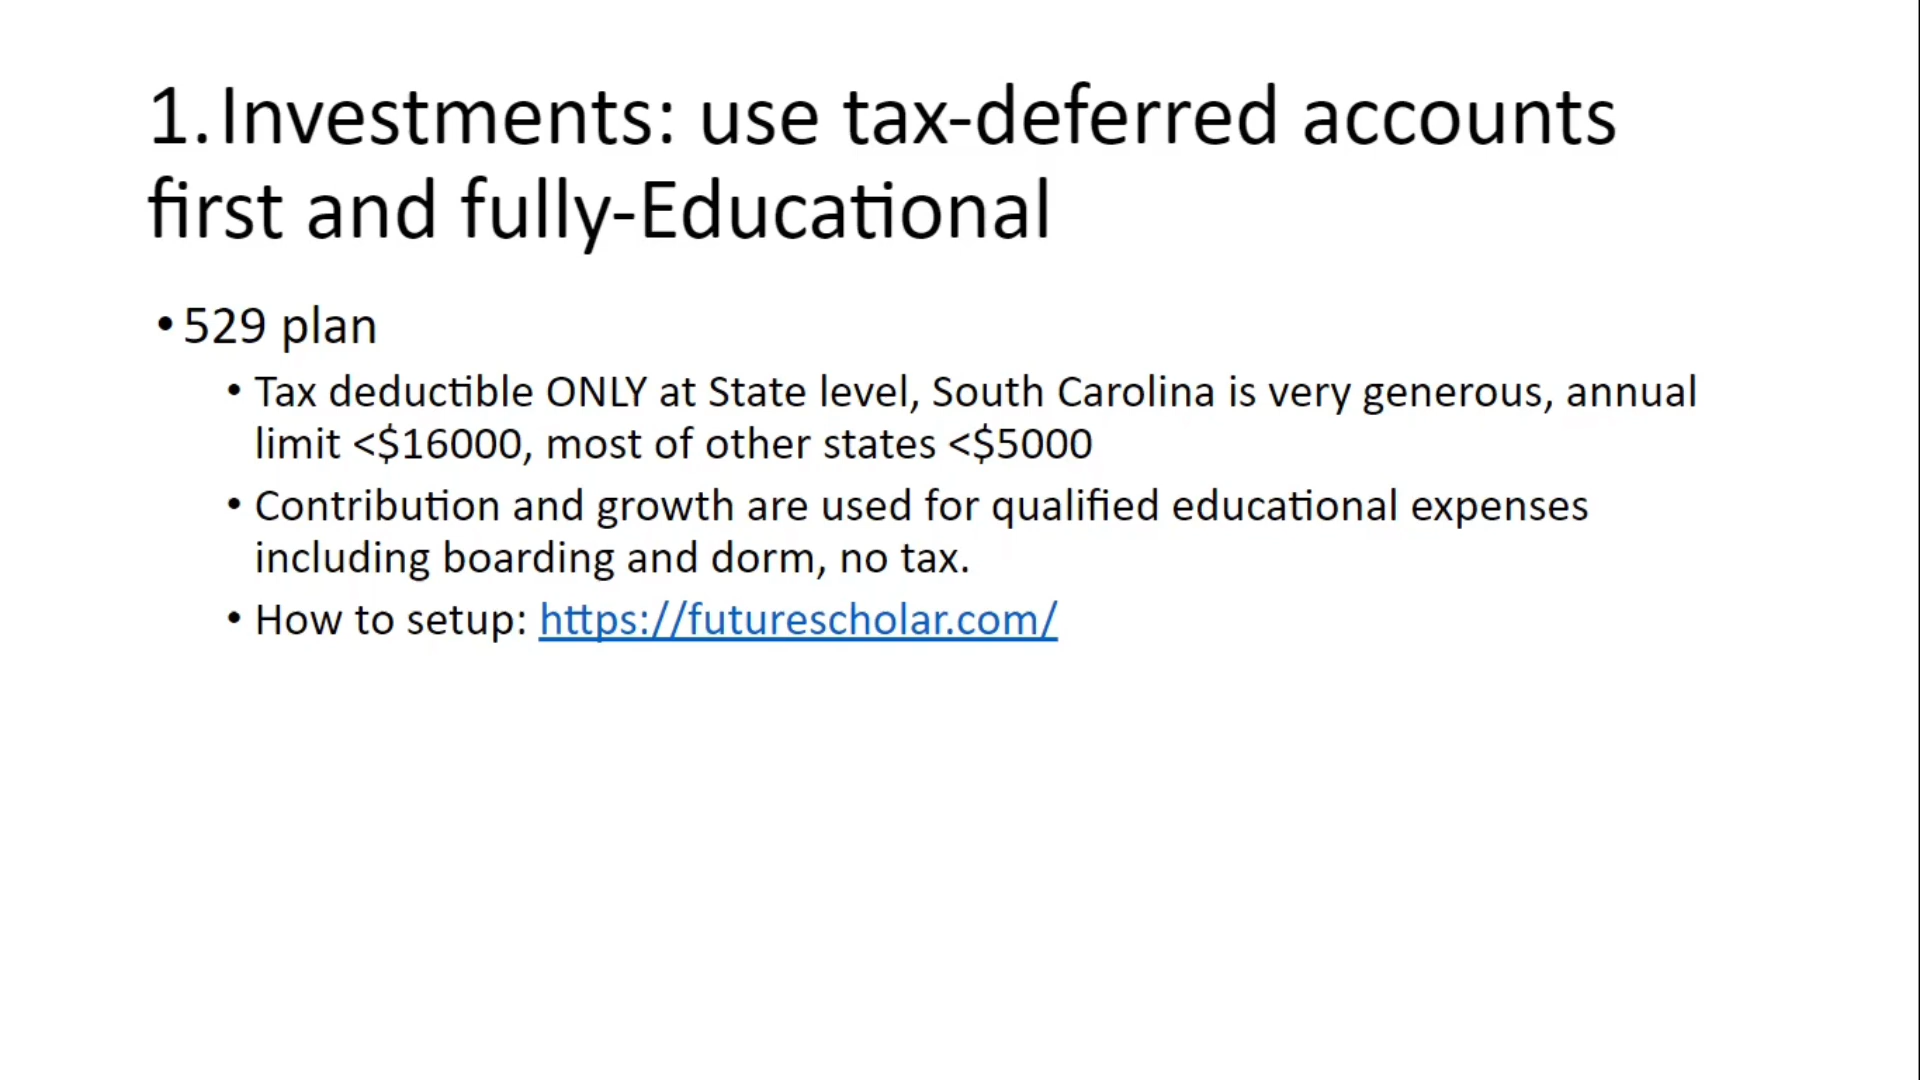 1.Investments: use tax-deferred accounts
first and fully-Educational
• 529 plan
• Tax deductible ONLY at State level, South Carolina is very generous, annual
limit <$16000, most of other states <$5000
• Contribution and growth are used for qualified educational expenses
including boarding and dorm, no tax.
• How to setup: https://futurescholar.com/